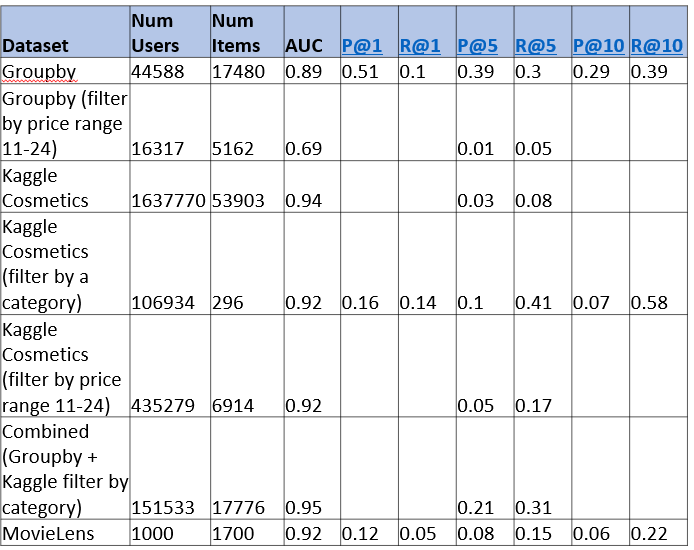 Num Num
Dataset Users Items AUC P@1 R@1 P@5 R@5 P@10 R@10
Groupby 44588 17480 0.89 0.51 0.1 0.39 0.3 0.29 0.39
Groupby (filter
by price range
11-24) 16317 5162 0.69 0.01 0.05
Kaggle
Cosmetics 1637770 53903 0.94 0.03 0.08
Kaggle
Cosmetics
(filter by a
category) 106934 296 0.92 0.16 0.14 0.1 0.41 0.07 0.58
Kaggle
Cosmetics
(filter by price
range 11-24) 435279 6914 0.92 0.05 0.17
Combined
(Groupby +
Kaggle filter by
category) 151533 17776 0.95 0.21 0.31
MovieLens 1000 1700 0.92 0.12 0.05 0.08 0.15 0.06 0.22